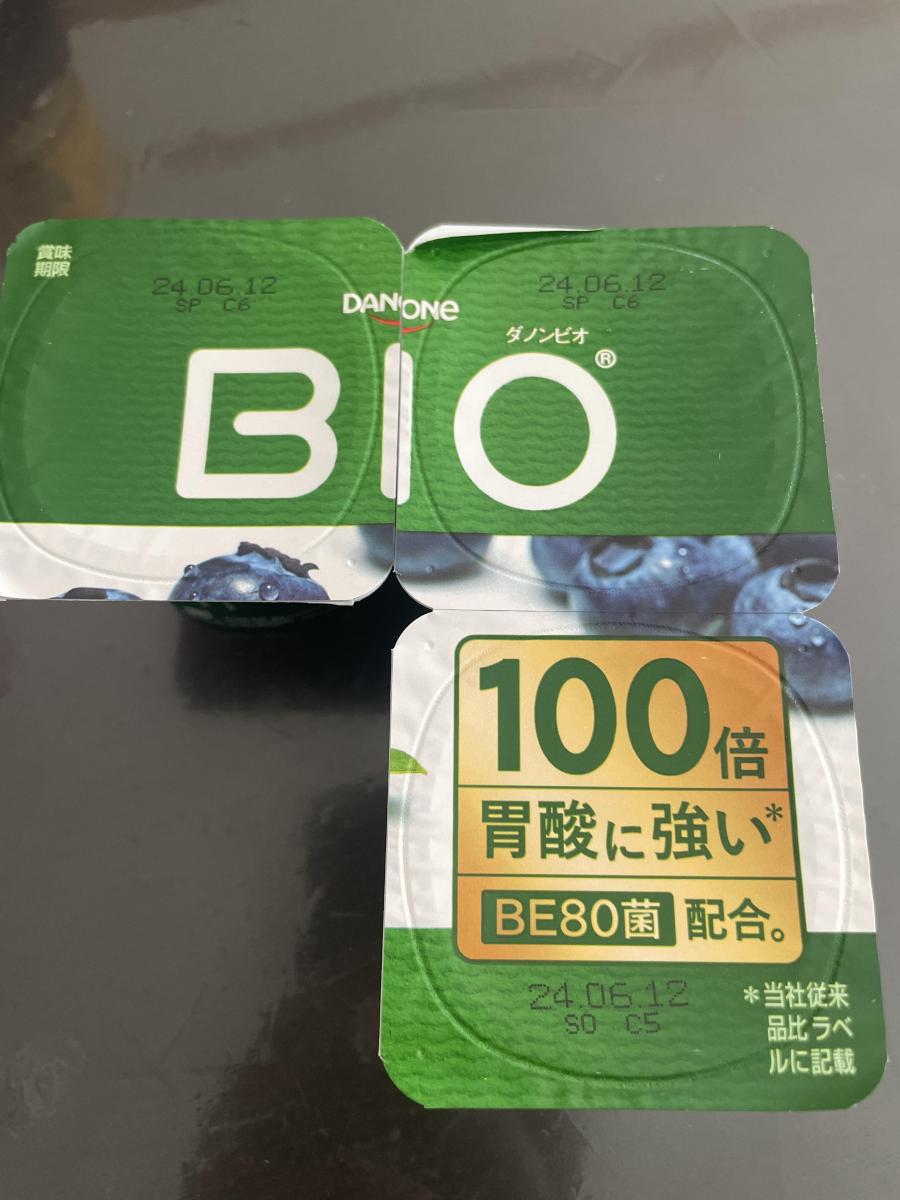 賞味
期限
24.06.12
SP C6
24.06.12
SP C6
DANONE
ダノンビオ
BIO®
100倍
胃酸に強い*
BE80菌 配合。
24.06.12
SO C5
*当社従来
品比ラベ
ルに記載